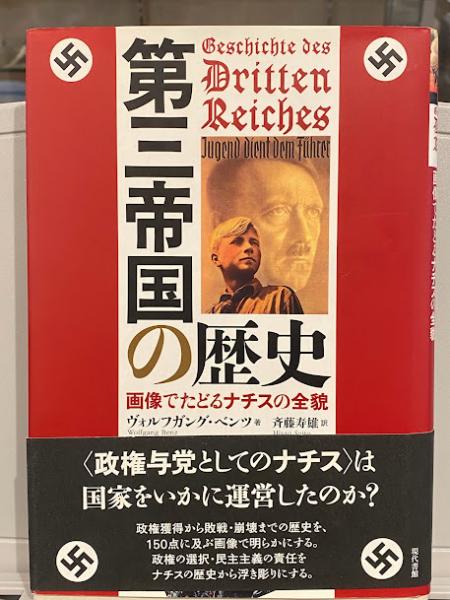 Geschichte des
Dritten
Reiches
Jugend dient dem Führer
第三帝国の歴史
画像でたどるナチスの全貌
ヴォルフガング・ベンツ 著
Wolfgang Benz
斉藤寿雄 訳
〈政権与党としてのナチス〉は
国家をいかに運営したのか?
政権獲得から敗戦・崩壊までの歴史を、
150点に及ぶ画像で明らかにする。
政権の選択・民主主義の責任を
ナチスの歴史から浮き彫りにする。
現代書館